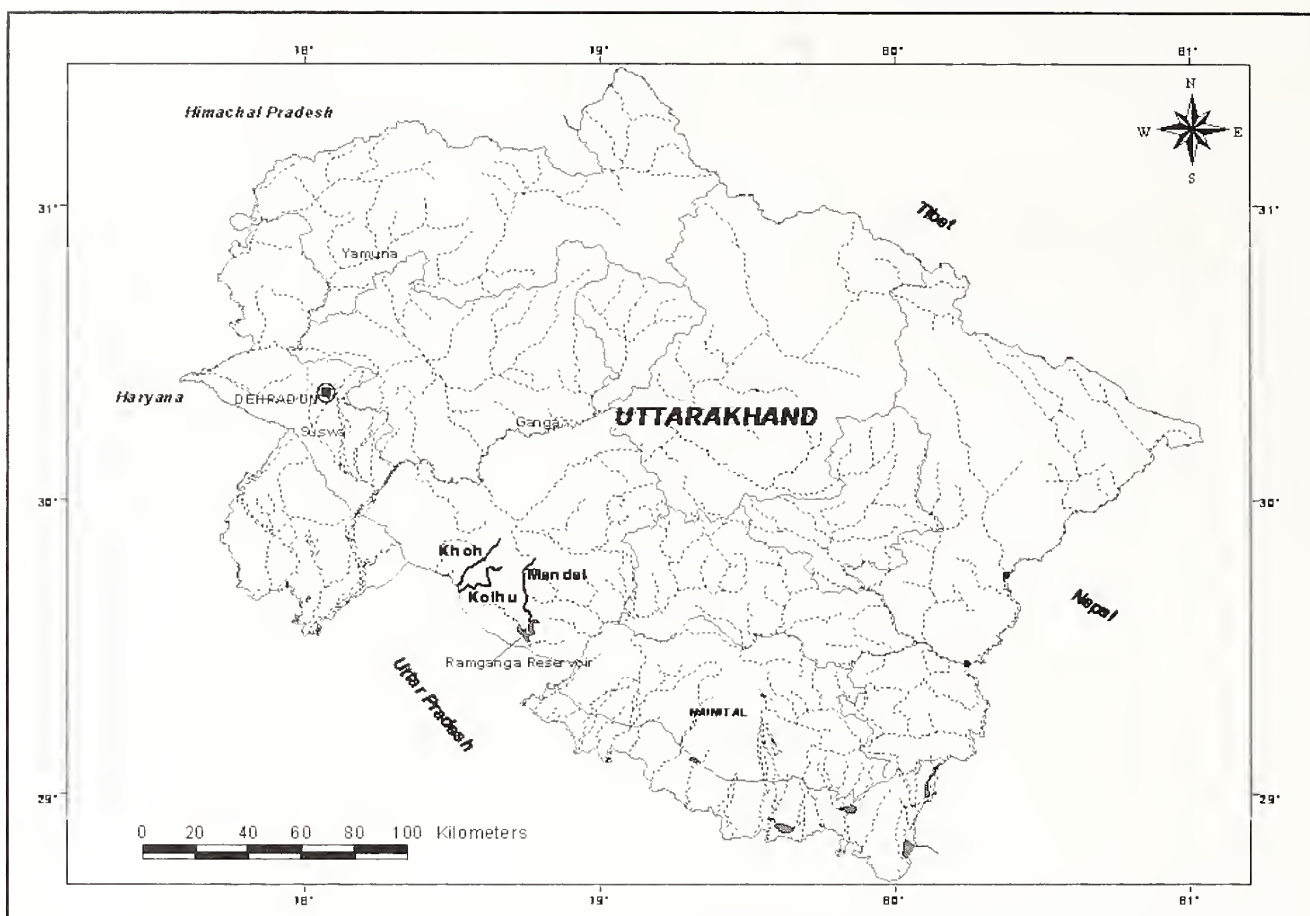 78° 79° 80° 81°
N
Himachal Pradesh
W E
S
31° 31°
Tibet
Yamuna
Haryana
DEHRADUN
UTTARAKHAND
Ganga
Suswa
30° 30°
Khoh
Mandal
Kolhu
Nepal
Ramganga Reservoir
Uttar Pradesh
NAINITAL
29° 29°
0 20 40 60 80 100 Kilometers
78° 79° 80° 81°